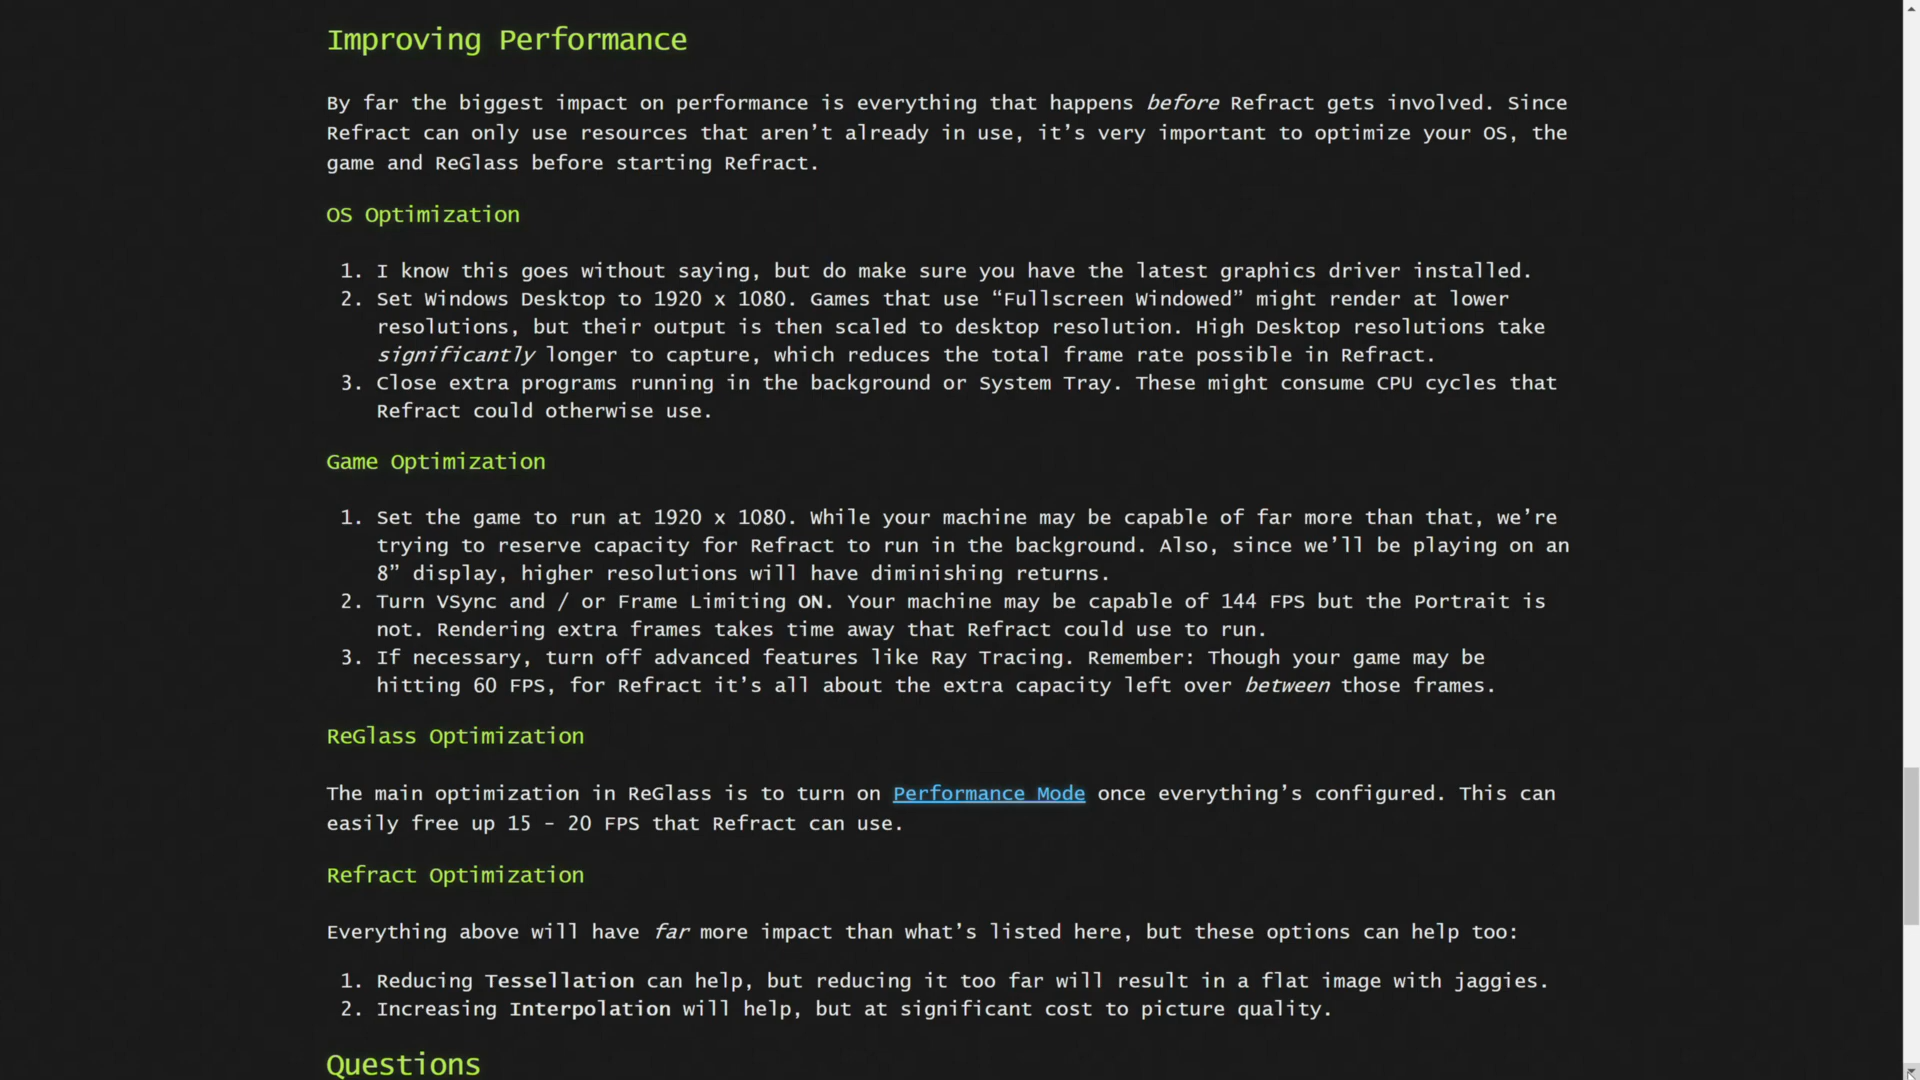 Improving Performance
By far the biggest impact on performance is everything that happens before Refract gets involved. Since
Refract can only use resources that aren’t already in use, it’s very important to optimize your OS, the
game and ReGlass before starting Refract.
OS Optimization
1. I know this goes without saying, but do make sure you have the latest graphics driver installed.
2. Set Windows Desktop to 1920 x 1080. Games that use “Fullscreen Windowed” might render at lower
resolutions, but their output is then scaled to desktop resolution. High Desktop resolutions take
significantly longer to capture, which reduces the total frame rate possible in Refract.
3. Close extra programs running in the background or System Tray. These might consume CPU cycles that
Refract could otherwise use.
Game Optimization
1. Set the game to run at 1920 x 1080. While your machine may be capable of far more than that, we’re
trying to reserve capacity for Refract to run in the background. Also, since we’ll be playing on an
8” display, higher resolutions will have diminishing returns.
2. Turn VSync and / or Frame Limiting ON. Your machine may be capable of 144 FPS but the Portrait is
not. Rendering extra frames takes time away that Refract could use to run.
3. If necessary, turn off advanced features like Ray Tracing. Remember: Though your game may be
hitting 60 FPS, for Refract it’s all about the extra capacity left over between those frames.
ReGlass Optimization
The main optimization in ReGlass is to turn on Performance Mode once everything’s configured. This can
easily free up 15 – 20 FPS that Refract can use.
Refract Optimization
Everything above will have far more impact than what’s listed here, but these options can help too:
1. Reducing Tessellation can help, but reducing it too far will result in a flat image with jaggies.
2. Increasing Interpolation will help, but at significant cost to picture quality.
Questions